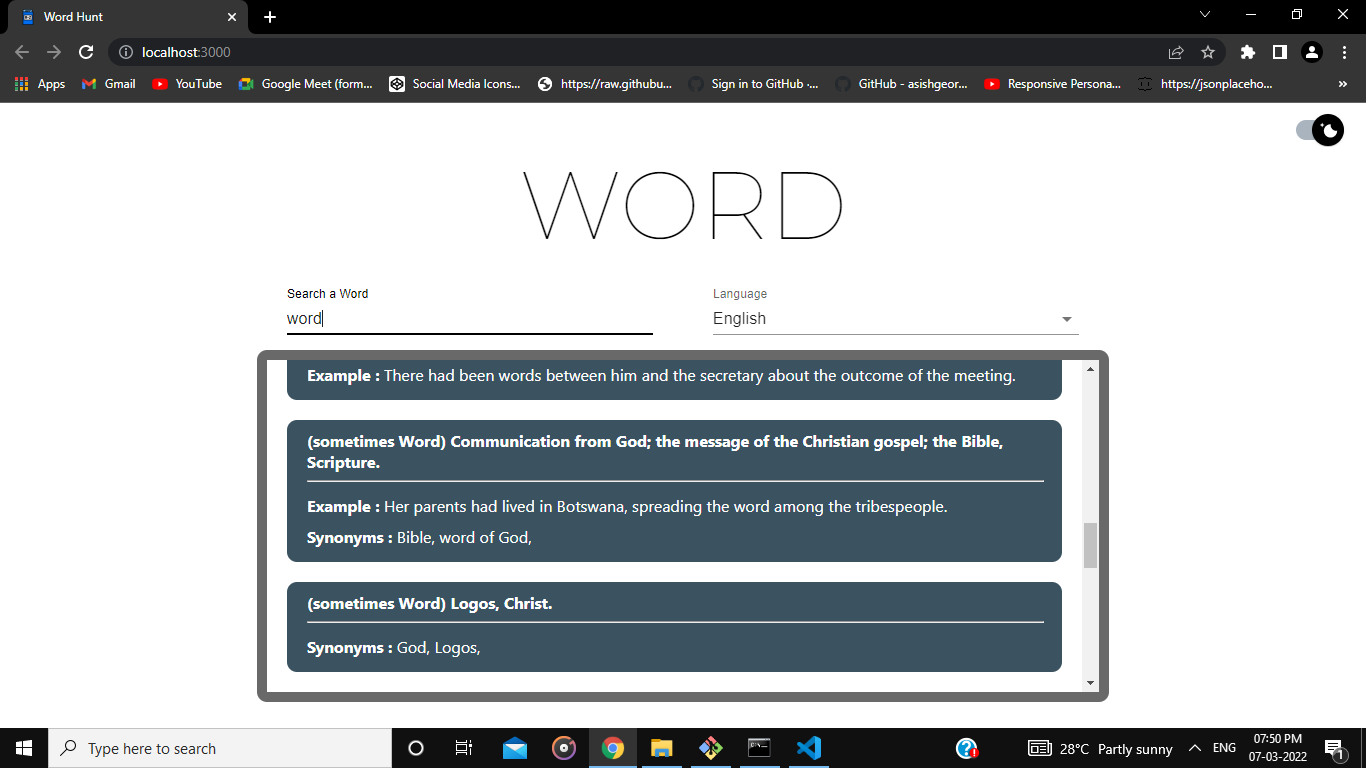 Word Hunt
localhost:3000
Apps Gmail YouTube Google Meet (form... Social Media Icons... https://raw.githubu... Sign in to GitHub ·... GitHub - asishgeor... Responsive Persona... https://jsonplaceho... »
WORD
Search a Word Language
word English
Example : There had been words between him and the secretary about the outcome of the meeting.
(sometimes Word) Communication from God; the message of the Christian gospel; the Bible,
Scripture.
Example : Her parents had lived in Botswana, spreading the word among the tribespeople.
Synonyms : Bible, word of God,
(sometimes Word) Logos, Christ.
Synonyms : God, Logos,
Type here to search
28°C Partly sunny
ENG
07:50 PM
07-03-2022
1